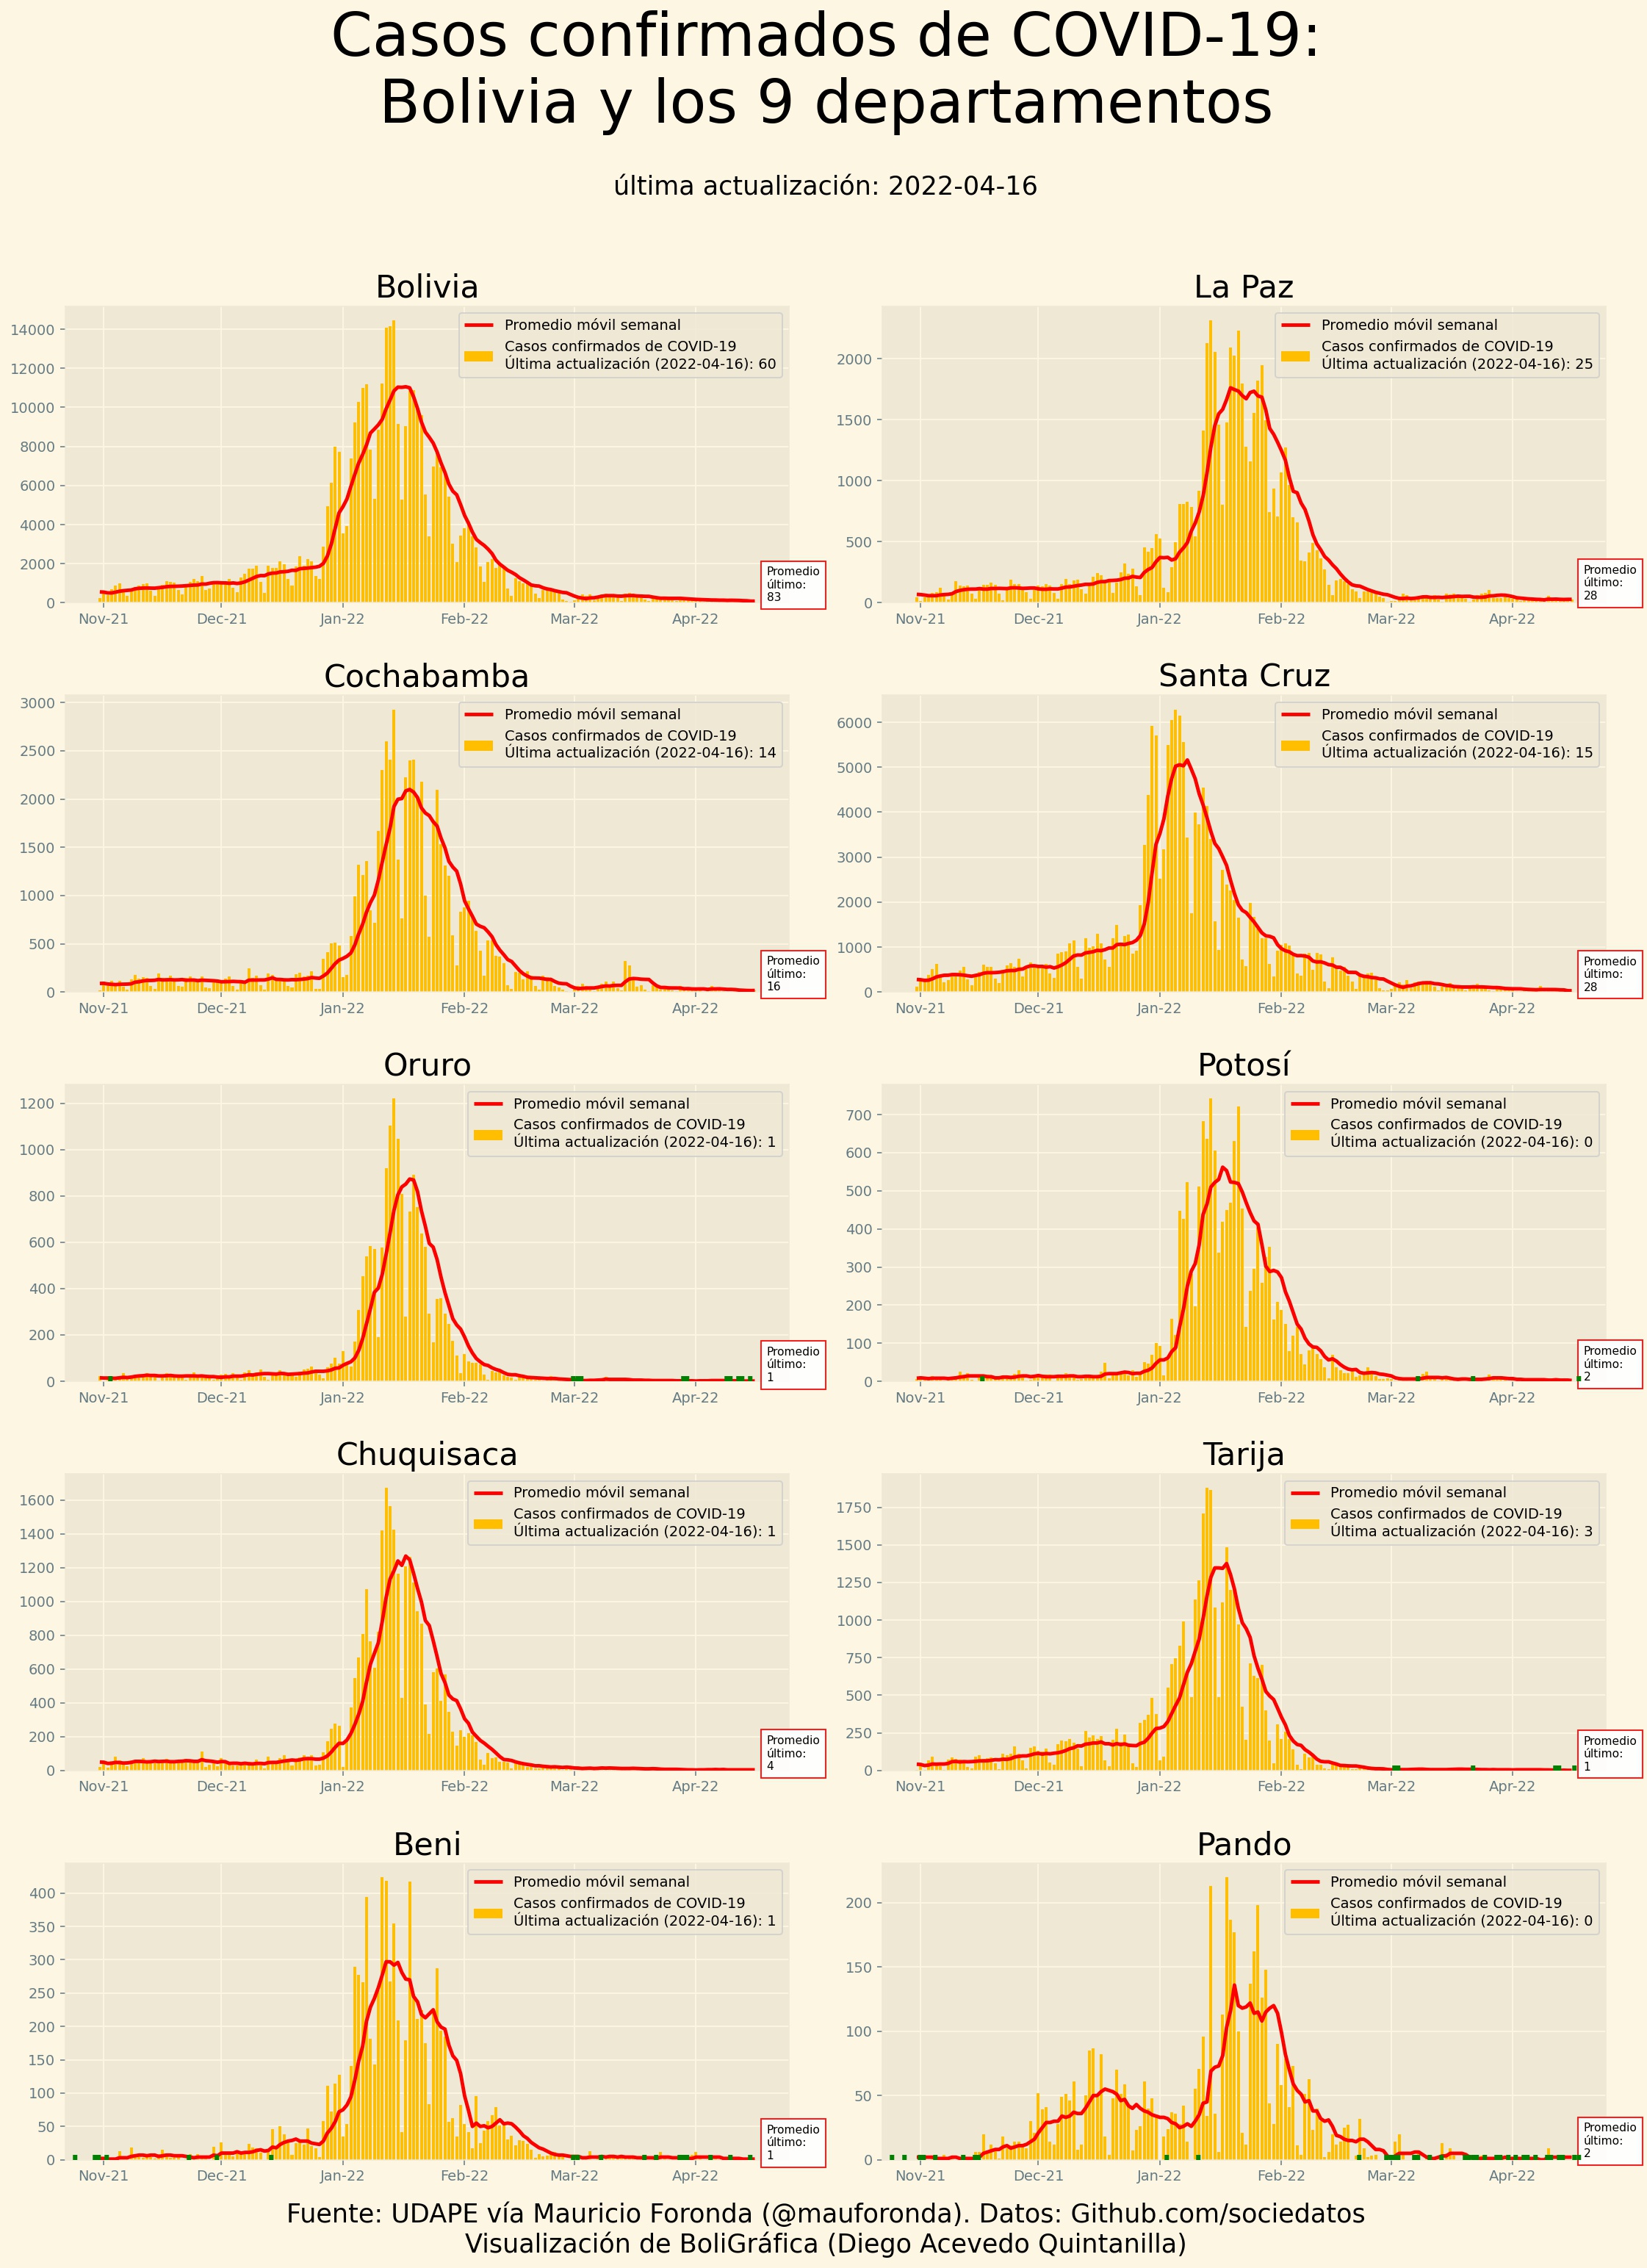 Casos confirmados de COVID-19:
Bolivia y los 9 departamentos
última actualización: 2022-04-16
Bolivia
Promedio móvil semanal
Casos confirmados de COVID-19
Última actualización (2022-04-16): 60
14000
12000
10000
8000
6000
4000
2000
0
Promedio
último:
83
Nov-21 Dec-21 Jan-22 Feb-22 Mar-22 Apr-22
La Paz
Promedio móvil semanal
Casos confirmados de COVID-19
Última actualización (2022-04-16): 25
2000
1500
1000
500
0
Promedio
último:
28
Nov-21 Dec-21 Jan-22 Feb-22 Mar-22 Apr-22
Cochabamba
Promedio móvil semanal
Casos confirmados de COVID-19
Última actualización (2022-04-16): 14
3000
2500
2000
1500
1000
500
0
Promedio
último:
16
Nov-21 Dec-21 Jan-22 Feb-22 Mar-22 Apr-22
Santa Cruz
Promedio móvil semanal
Casos confirmados de COVID-19
Última actualización (2022-04-16): 15
6000
5000
4000
3000
2000
1000
0
Promedio
último:
28
Nov-21 Dec-21 Jan-22 Feb-22 Mar-22 Apr-22
Oruro
Promedio móvil semanal
Casos confirmados de COVID-19
Última actualización (2022-04-16): 1
1200
1000
800
600
400
200
0
Promedio
último:
1
Nov-21 Dec-21 Jan-22 Feb-22 Mar-22 Apr-22
Potosí
Promedio móvil semanal
Casos confirmados de COVID-19
Última actualización (2022-04-16): 0
700
600
500
400
300
200
100
0
Promedio
último:
2
Nov-21 Dec-21 Jan-22 Feb-22 Mar-22 Apr-22
Chuquisaca
Promedio móvil semanal
Casos confirmados de COVID-19
Última actualización (2022-04-16): 1
1600
1400
1200
1000
800
600
400
200
0
Promedio
último:
4
Nov-21 Dec-21 Jan-22 Feb-22 Mar-22 Apr-22
Tarija
Promedio móvil semanal
Casos confirmados de COVID-19
Última actualización (2022-04-16): 3
1750
1500
1250
1000
750
500
250
0
Promedio
último:
1
Nov-21 Dec-21 Jan-22 Feb-22 Mar-22 Apr-22
Beni
Promedio móvil semanal
Casos confirmados de COVID-19
Última actualización (2022-04-16): 1
400
350
300
250
200
150
100
50
0
Promedio
último:
1
Nov-21 Dec-21 Jan-22 Feb-22 Mar-22 Apr-22
Pando
Promedio móvil semanal
Casos confirmados de COVID-19
Última actualización (2022-04-16): 0
200
150
100
50
0
Promedio
último:
2
Nov-21 Dec-21 Jan-22 Feb-22 Mar-22 Apr-22
Fuente: UDAPE vía Mauricio Foronda (@mauforonda). Datos: Github.com/sociedatos
Visualización de BoliGráfica (Diego Acevedo Quintanilla)